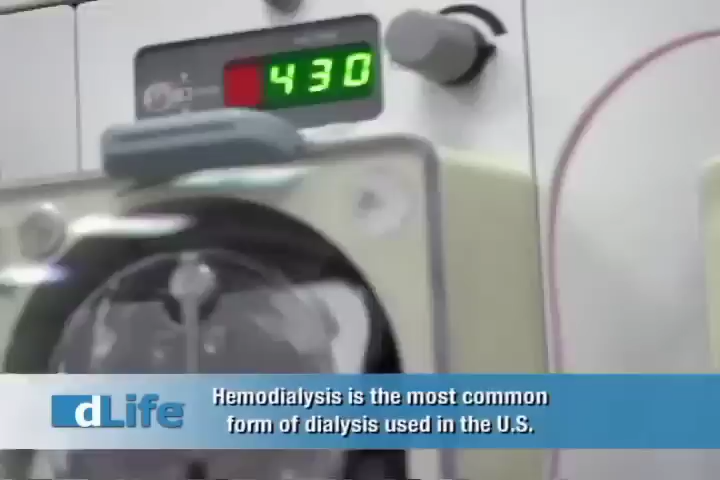 430
dLife
Hemodialysis is the most common
form of dialysis used in the U.S.